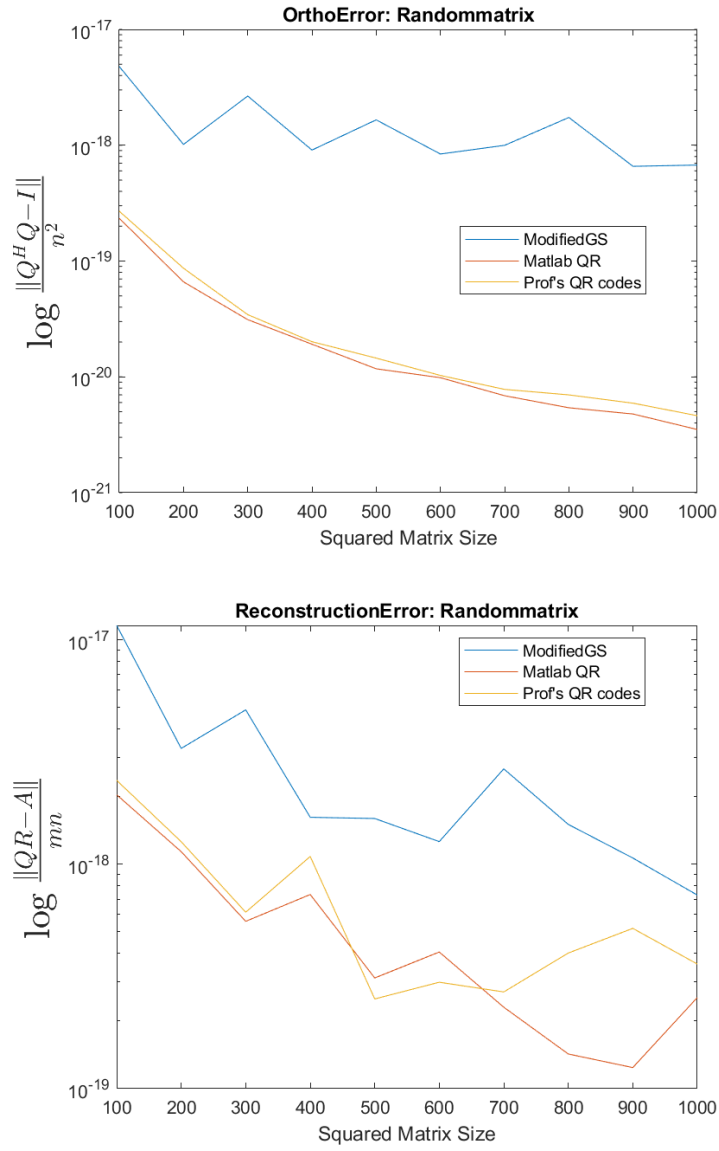 OrthoError: Randommatrix
10^-17
10^-18
10^-19
10^-20
10^-21
log ||Q^H Q−I|| / n^2
ModifiedGS
Matlab QR
Prof's QR codes
100 200 300 400 500 600 700 800 900 1000
Squared Matrix Size
ReconstructionError: Randommatrix
10^-17
10^-18
10^-19
log ||QR−A|| / mn
ModifiedGS
Matlab QR
Prof's QR codes
100 200 300 400 500 600 700 800 900 1000
Squared Matrix Size